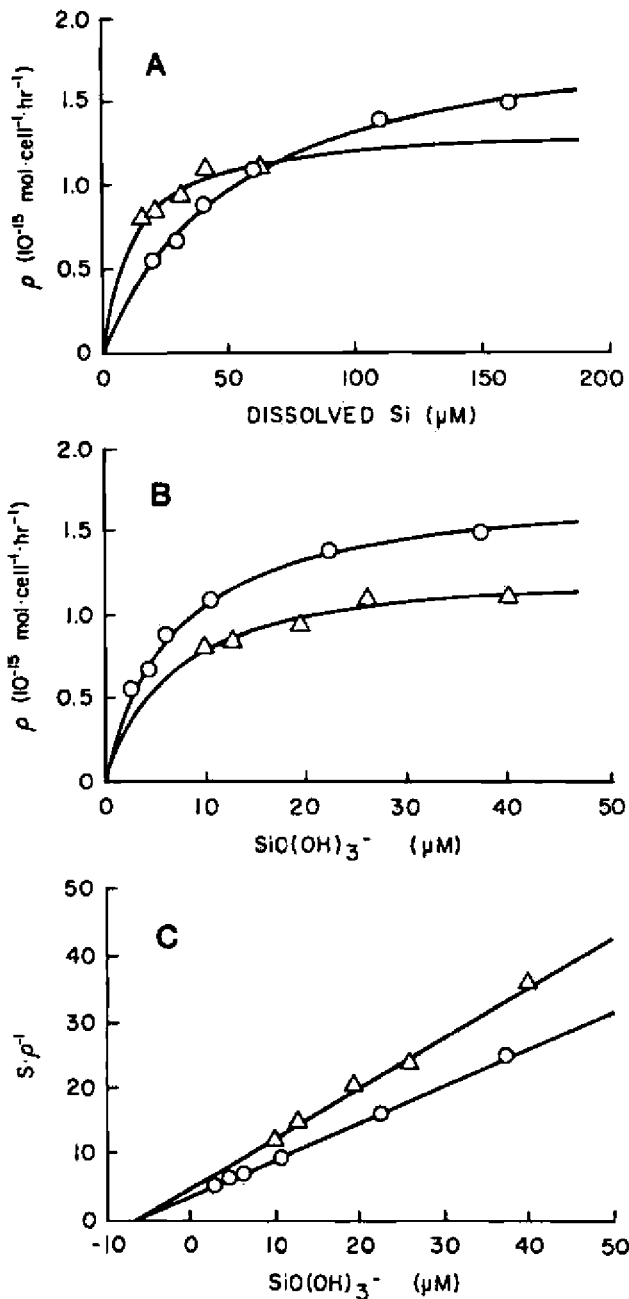 A
2.0
1.5
1.0
0.5
0
ρ (10⁻¹⁵ mol·cell⁻¹·hr⁻¹)
0 50 100 150 200
DISSOLVED Si (µM)
B
2.0
1.5
1.0
0.5
0
ρ (10⁻¹⁵ mol·cell⁻¹·hr⁻¹)
0 10 20 30 40 50
SiO(OH)₃⁻ (µM)
C
50
40
30
20
10
0
S·ρ⁻¹
-10 0 10 20 30 40 50
SiO(OH)₃⁻ (µM)